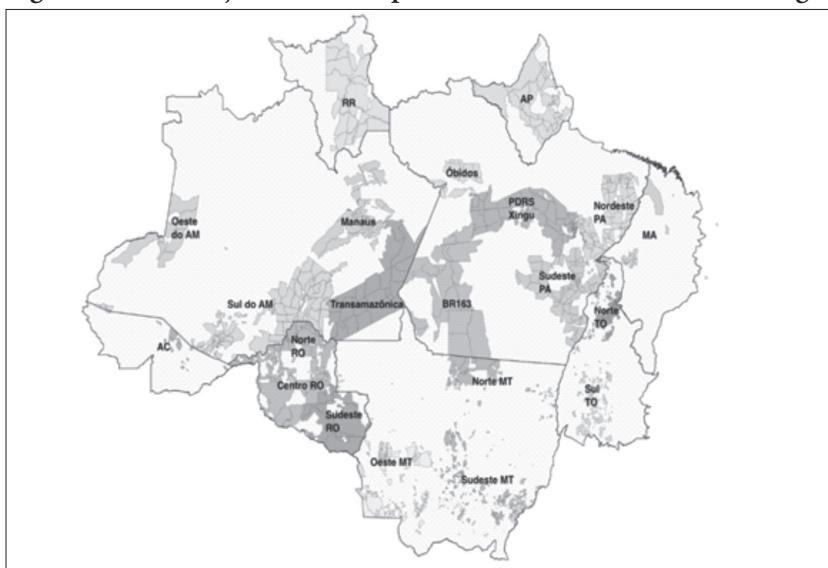 RR
AP
Óbidos
PDRS
Xingu
Nordeste
PA
Oeste
do AM
Manaus
MA
Sudeste
PA
Sul do AM
Transamazônica
BR163
Norte
TO
AC
Norte
RO
Centro RO
Norte MT
Sul
TO
Sudeste
RO
Oeste MT
Sudeste MT